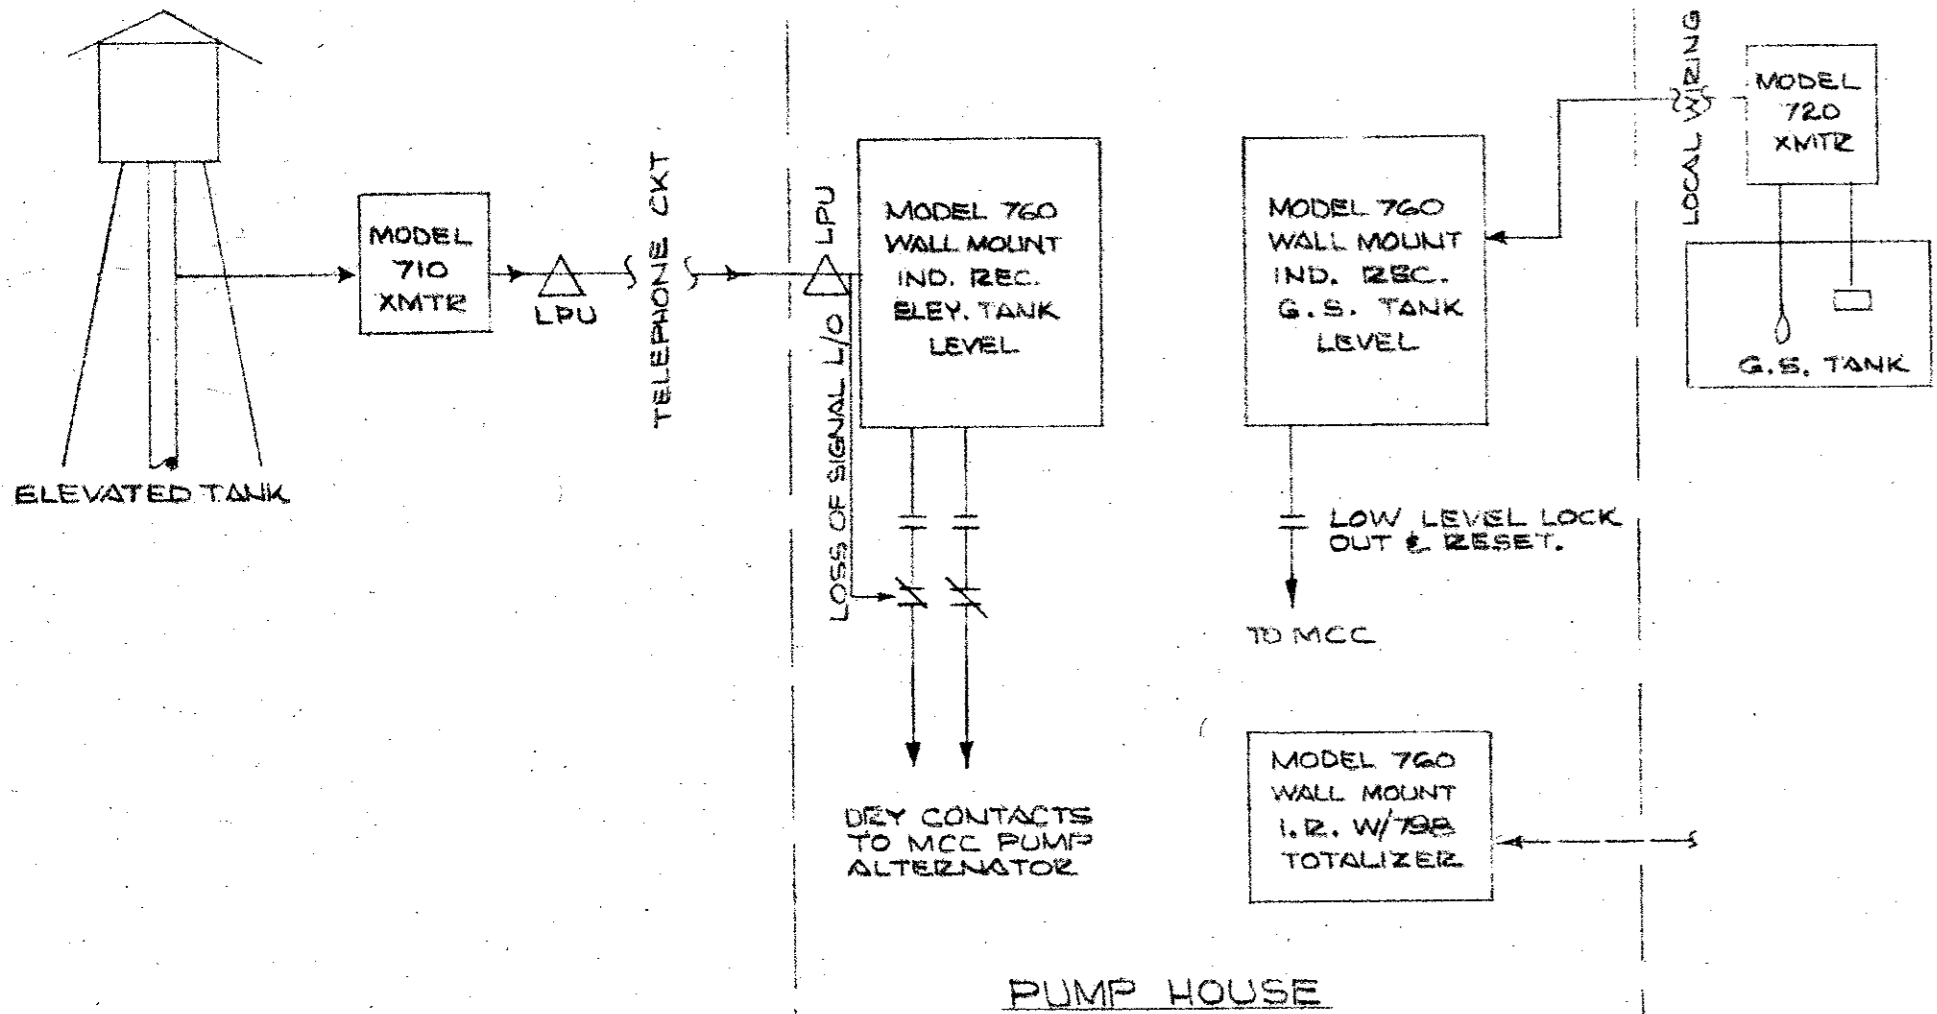 ELEVATED TANK
MODEL
710
XMTR
LPU
TELEPHONE CKT
LPU
LOSS OF SIGNAL L/O
MODEL 760
WALL MOUNT
IND. REC.
ELEV. TANK
LEVEL
DRY CONTACTS
TO MCC PUMP
ALTERNATOR
MODEL 760
WALL MOUNT
IND. REC.
G.S. TANK
LEVEL
LOW LEVEL LOCK
OUT & RESET.
TO MCC
MODEL 760
WALL MOUNT
I.R. W/798
TOTALIZER
LOCAL WIRING
MODEL
720
XMTR
G.S. TANK
PUMP HOUSE